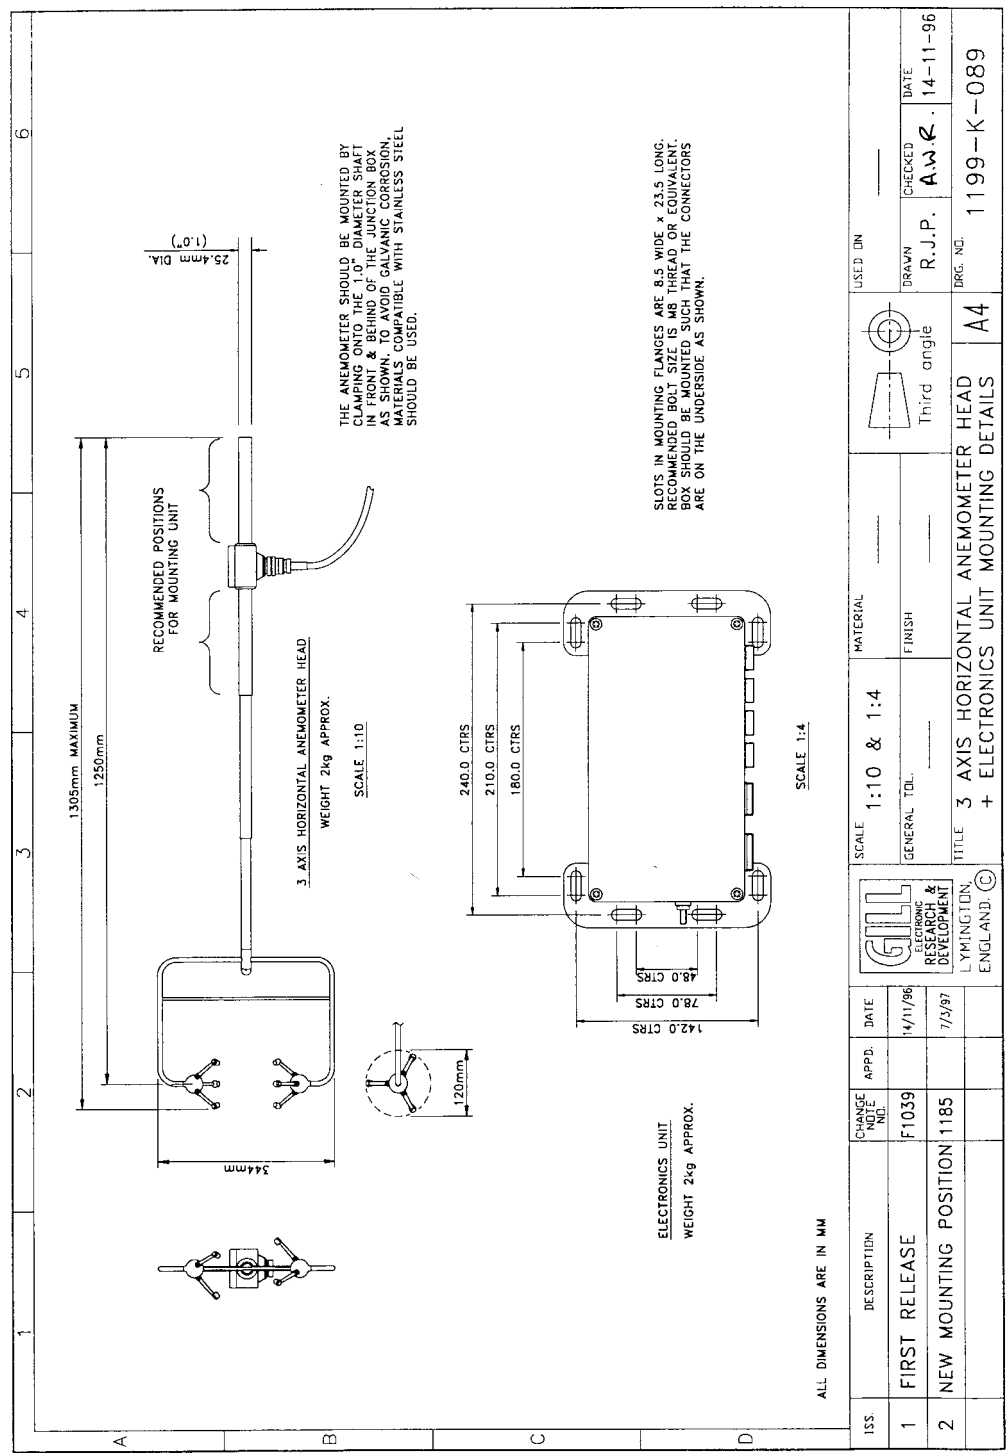 1
2
3
4
5
6
A
B
C
D
1305mm MAXIMUM
1250mm
RECOMMENDED POSITIONS
FOR MOUNTING UNIT
25.4mm DIA.
(1.0")
344mm
120mm
3 AXIS HORIZONTAL ANEMOMETER HEAD
WEIGHT 2kg APPROX.
SCALE 1:10
THE ANEMOMETER SHOULD BE MOUNTED BY
CLAMPING ONTO THE 1.0" DIAMETER SHAFT
IN FRONT & BEHIND OF THE JUNCTION BOX
AS SHOWN. TO AVOID GALVANIC CORROSION,
MATERIALS COMPATIBLE WITH STAINLESS STEEL
SHOULD BE USED.
240.0 CTRS
210.0 CTRS
180.0 CTRS
48.0 CTRS
78.0 CTRS
142.0 CTRS
SCALE 1:4
ELECTRONICS UNIT
WEIGHT 2kg APPROX.
SLOTS IN MOUNTING FLANGES ARE 8.5 WIDE x 23.5 LONG.
RECOMMENDED BOLT SIZE IS M8 THREAD OR EQUIVALENT.
BOX SHOULD BE MOUNTED SUCH THAT THE CONNECTORS
ARE ON THE UNDERSIDE AS SHOWN.
ALL DIMENSIONS ARE IN MM
ISS. DESCRIPTION CHANGE NOTE NO. APPD. DATE
1 FIRST RELEASE F1039 14/11/96
2 NEW MOUNTING POSITION 1185 7/3/97
GILL
ELECTRONIC
RESEARCH &
DEVELOPMENT
LYMINGTON,
ENGLAND. ©
SCALE 1:10 & 1:4
GENERAL TOL.
MATERIAL
FINISH
Third angle
USED ON
DRAWN R.J.P.
CHECKED A.W.R.
DATE 14-11-96
TITLE 3 AXIS HORIZONTAL ANEMOMETER HEAD
+ ELECTRONICS UNIT MOUNTING DETAILS
A4
DRG. NO. 1199-K-089